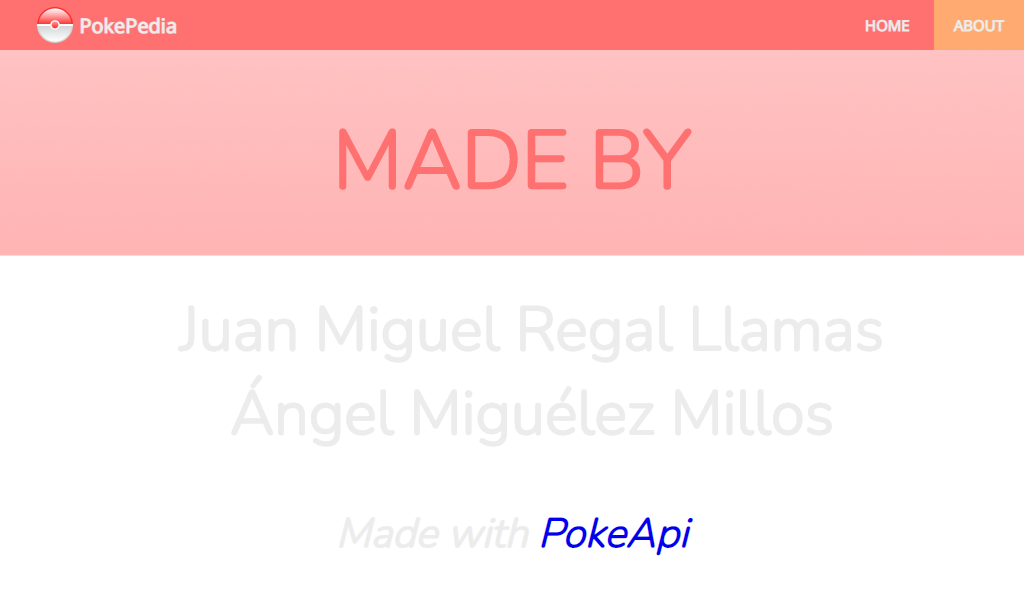 PokePedia HOME ABOUT
MADE BY
Juan Miguel Regal Llamas
Ángel Miguélez Millos
Made with PokeApi